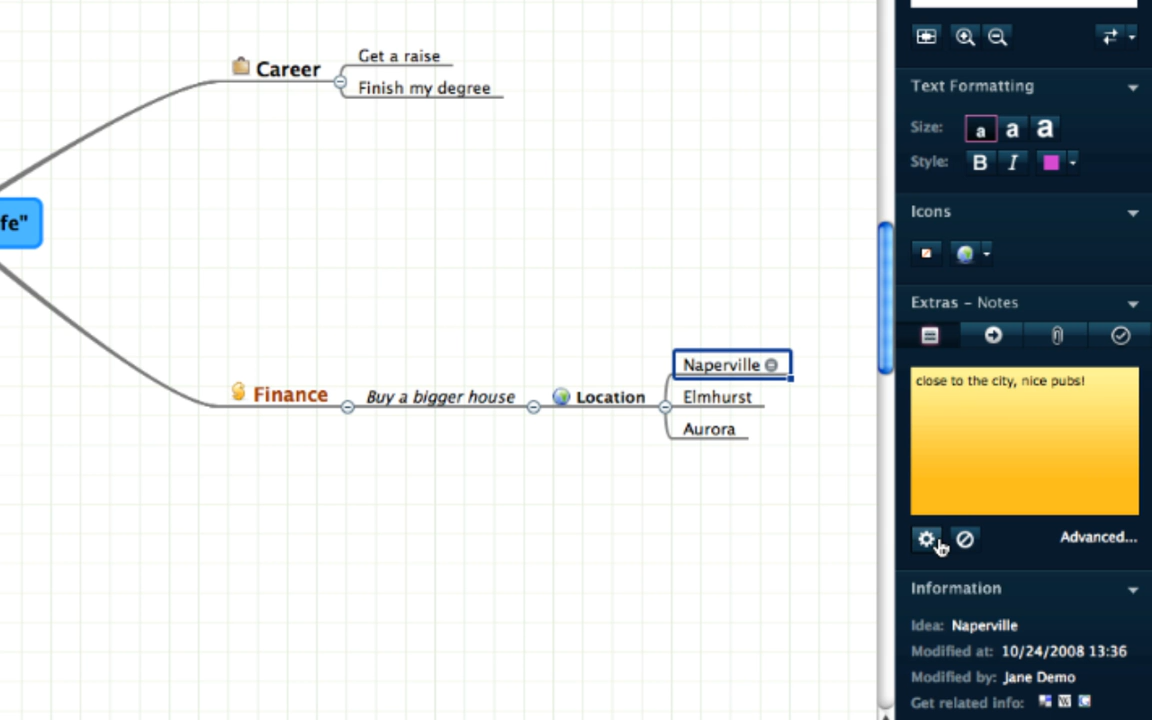 Career
Get a raise
Finish my degree
fe"
Finance
Buy a bigger house
Location
Naperville
Elmhurst
Aurora
Text Formatting
Size: a a a
Style: B I
Icons
Extras – Notes
close to the city, nice pubs!
Advanced...
Information
Idea: Naperville
Modified at: 10/24/2008 13:36
Modified by: Jane Demo
Get related info: